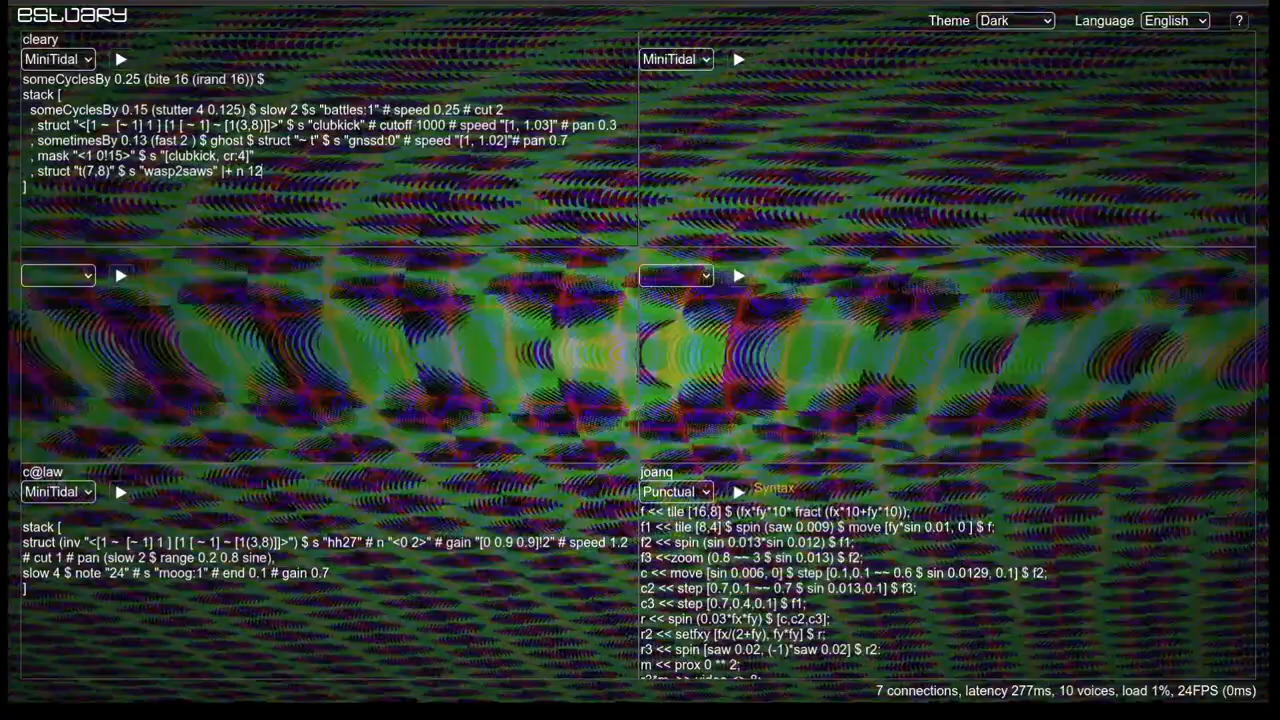 estuary
Theme Dark Language English ?
cleary
MiniTidal
someCyclesBy 0.25 (bite 16 (irand 16)) $
stack [
someCyclesBy 0.15 (stutter 4 0.125) $ slow 2 $s "battles:1" # speed 0.25 # cut 2
, struct "<[1 ~  [~ 1] 1 ] [1 [ ~ 1] ~ [1(3,8)]]>" $ s "clubkick" # cutoff 1000 # speed "[1, 1.03]" # pan 0.3
, sometimesBy 0.13 (fast 2 ) $ ghost $ struct "~ t" $ s "gnssd:0" # speed "[1, 1.02]"# pan 0.7
, mask "<1 0!15>" $ s "[clubkick, cr:4]"
, struct "t(7,8)" $ s "wasp2saws" |+ n 12
]
MiniTidal
c@law
MiniTidal
stack [
struct (inv "<[1 ~  [~ 1] 1 ] [1 [ ~ 1] ~ [1(3,8)]]>") $ s "hh27" # n "<0 2>" # gain "[0 0.9 0.9]!2" # speed 1.2
# cut 1 # pan (slow 2 $ range 0.2 0.8 sine),
slow 4 $ note "24" # s "moog:1" # end 0.1 # gain 0.7
]
joanq
Punctual Syntax
f << tile [16,8] $ (fx*fy*10* fract (fx*10+fy*10));
f1 << tile [8,4] $ spin (saw 0.009) $ move [fy*sin 0.01, 0 ] $ f;
f2 << spin (sin 0.013*sin 0.012) $ f1;
f3 <<zoom (0.8 ~~ 3 $ sin 0.013) $ f2;
c << move [sin 0.006, 0] $ step [0.1,0.1 ~~ 0.6 $ sin 0.0129, 0.1] $ f2;
c2 << step [0.7,0.1 ~~ 0.7 $ sin 0.013,0.1] $ f3;
c3 << step [0.7,0.4,0.1] $ f1;
r << spin (0.03*fx*fy) $ [c,c2,c3];
r2 << setfxy [fx/(2+fy), fy*fy] $ r;
r3 << spin [saw 0.02, (-1)*saw 0.02] $ r2;
m << prox 0 ** 2;
7 connections, latency 277ms, 10 voices, load 1%, 24FPS (0ms)